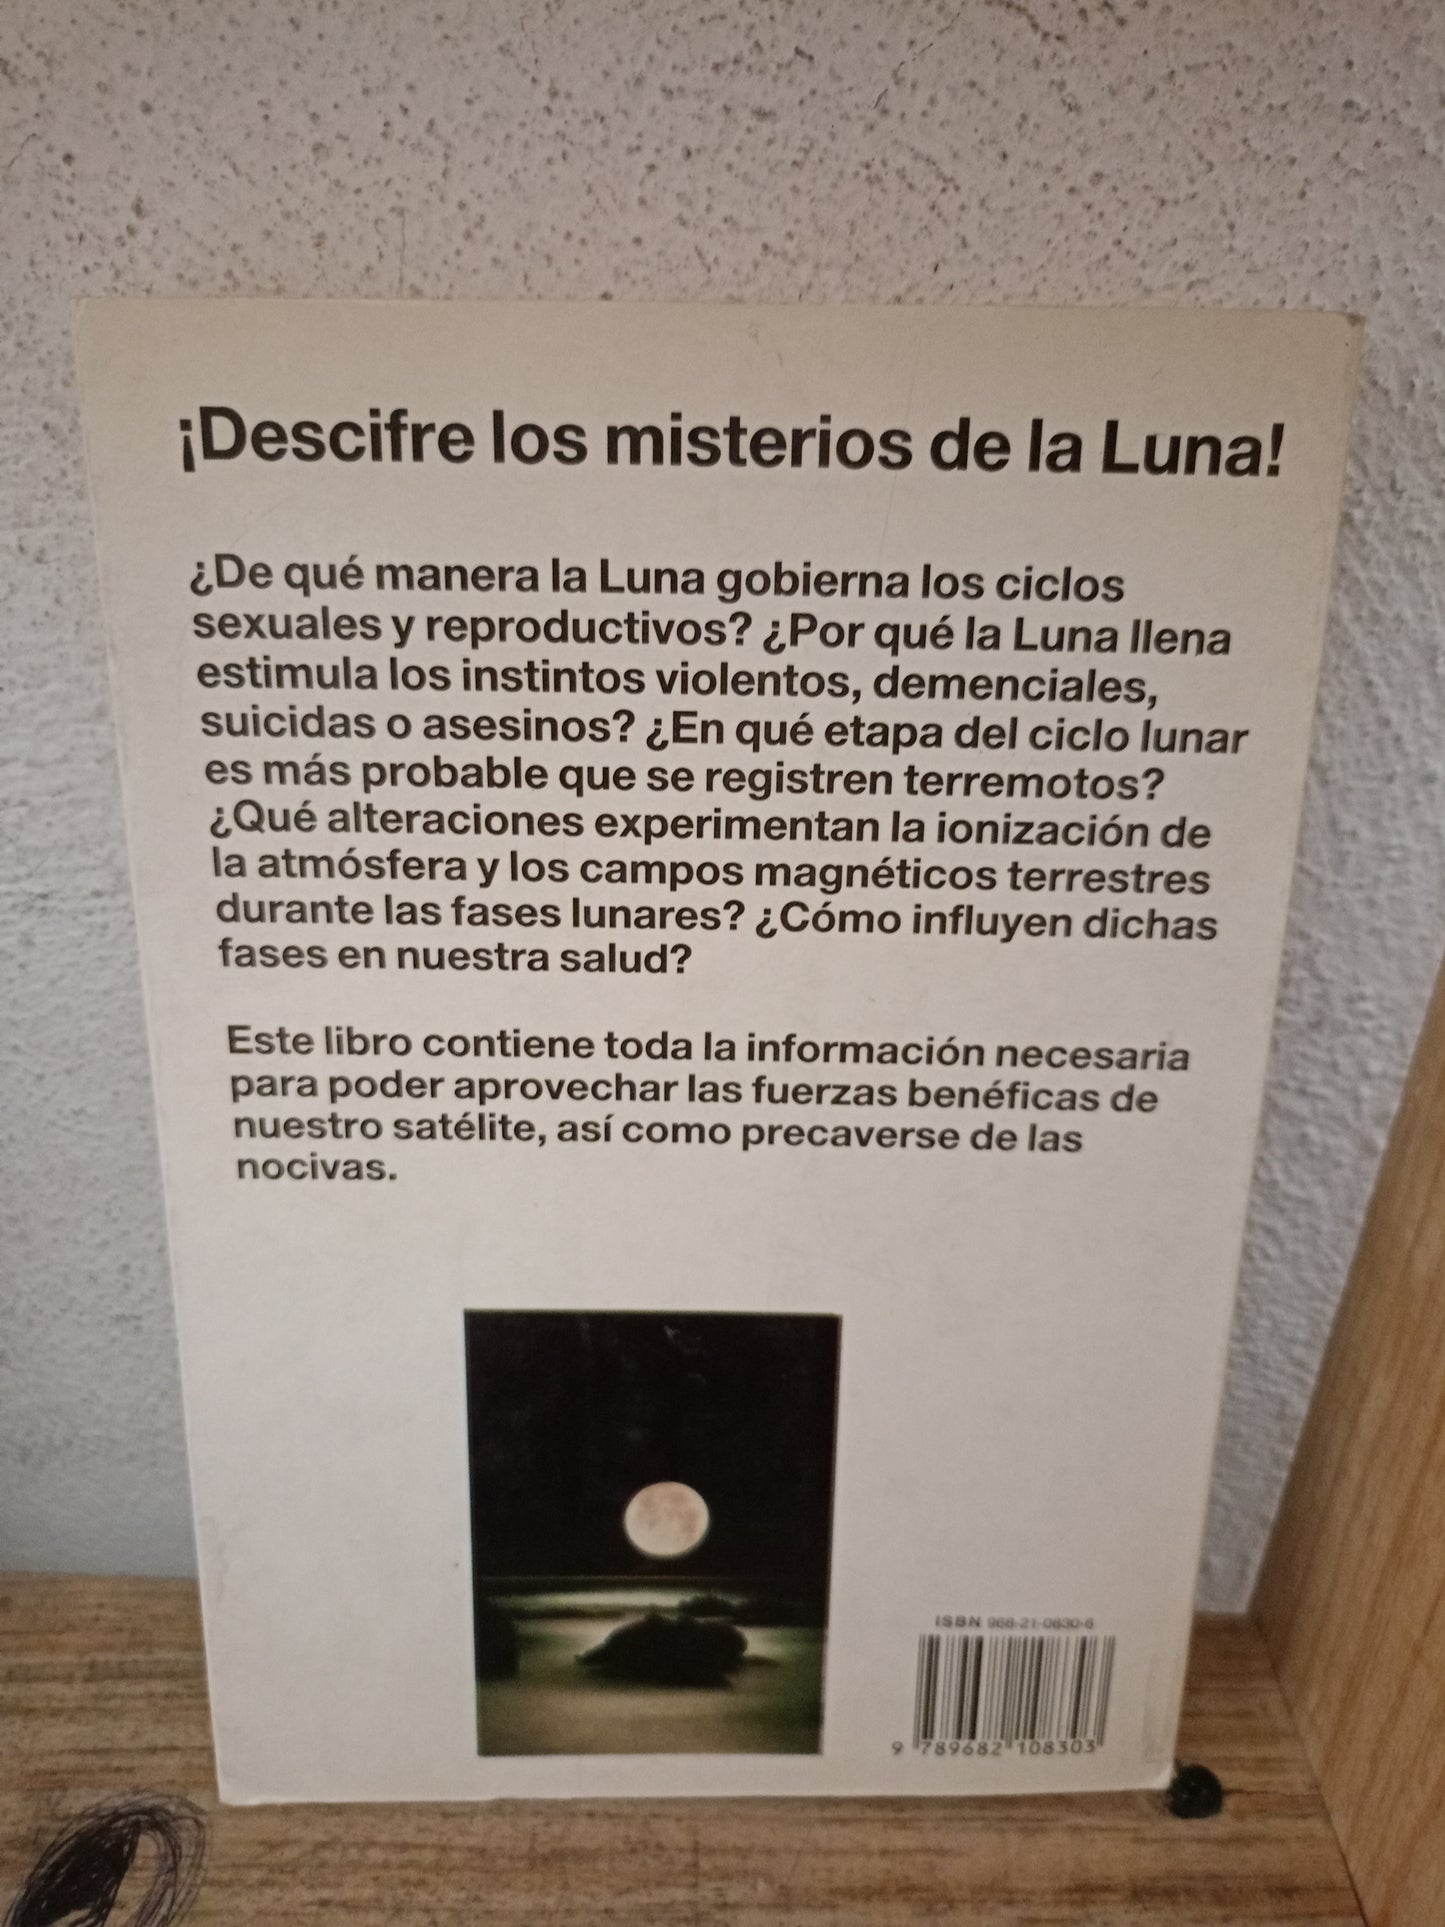 ¡Descifre los misterios de la Luna!
¿De qué manera la Luna gobierna los ciclos
sexuales y reproductivos? ¿Por qué la Luna llena
estimula los instintos violentos, demenciales,
suicidas o asesinos? ¿En qué etapa del ciclo lunar
es más probable que se registren terremotos?
¿Qué alteraciones experimentan la ionización de
la atmósfera y los campos magnéticos terrestres
durante las fases lunares? ¿Cómo influyen dichas
fases en nuestra salud?
Este libro contiene toda la información necesaria
para poder aprovechar las fuerzas benéficas de
nuestro satélite, así como precaverse de las
nocivas.
ISBN 968-21-0830-6
9 789682 108303